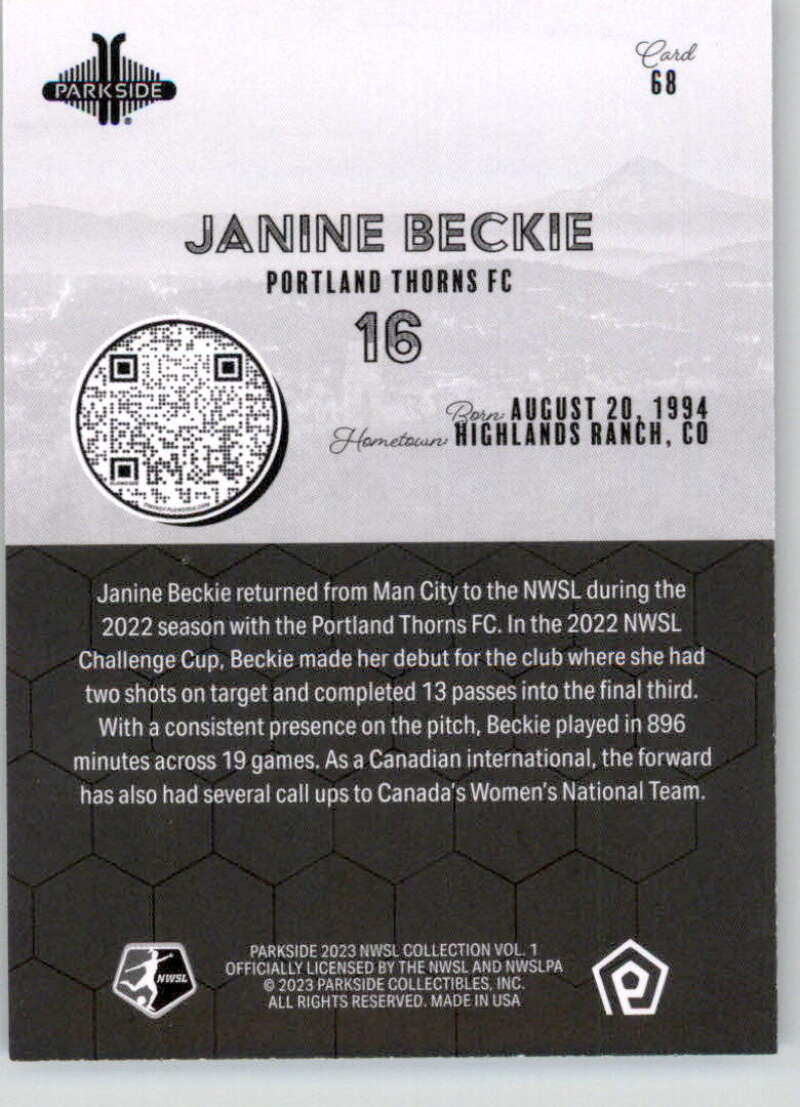 PARKSIDE
®
Card
68
JANINE BECKIE
PORTLAND THORNS FC
16
Born: AUGUST 20, 1994
Hometown: HIGHLANDS RANCH, CO
Janine Beckie returned from Man City to the NWSL during the
2022 season with the Portland Thorns FC. In the 2022 NWSL
Challenge Cup, Beckie made her debut for the club where she had
two shots on target and completed 13 passes into the final third.
With a consistent presence on the pitch, Beckie played in 896
minutes across 19 games. As a Canadian international, the forward
has also had several call ups to Canada's Women's National Team.
NWSL
PARKSIDE 2023 NWSL COLLECTION VOL. 1
OFFICIALLY LICENSED BY THE NWSL AND NWSLPA
© 2023 PARKSIDE COLLECTIBLES, INC.
ALL RIGHTS RESERVED. MADE IN USA